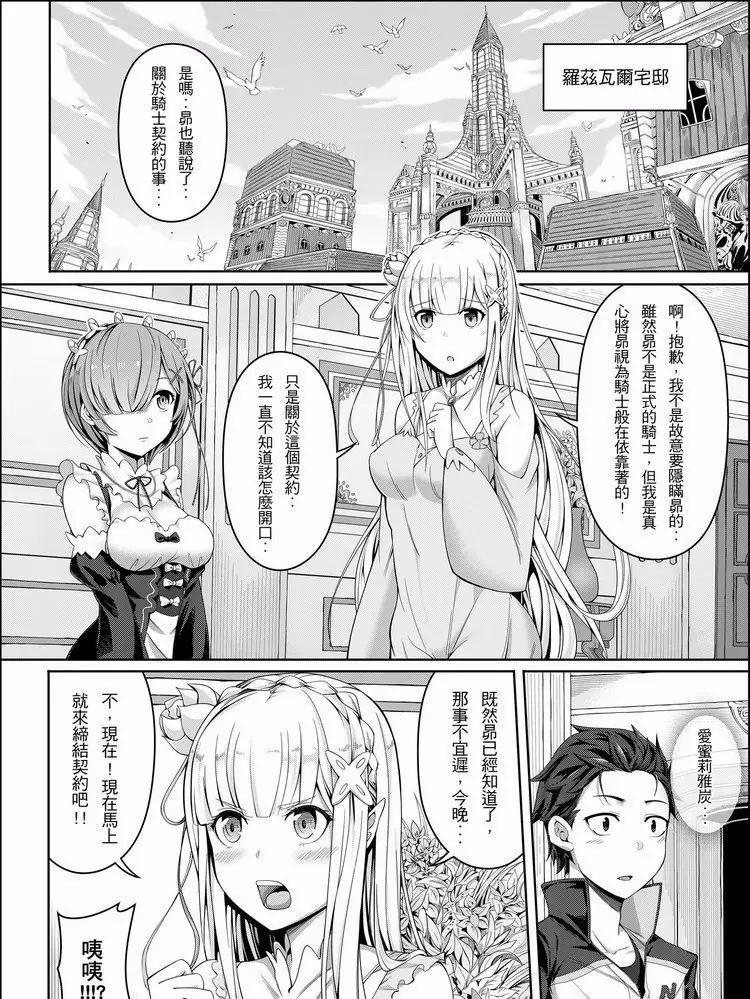 羅茲瓦爾宅邸
是嗎…昴也聽說了…
關於騎士契約的事…
啊！抱歉，我不是故意要隱瞞昴的…
雖然昴不是正式的騎士，但我是真
心將昴視為騎士般在依靠著的！
只是關於這個契約…
我一直不知道該怎麼開口…
愛蜜莉雅炭…
既然昴已經知道了，
那事不宜遲，今晚…
不，現在！現在馬上
就來締結契約吧！！
咦咦!!!?